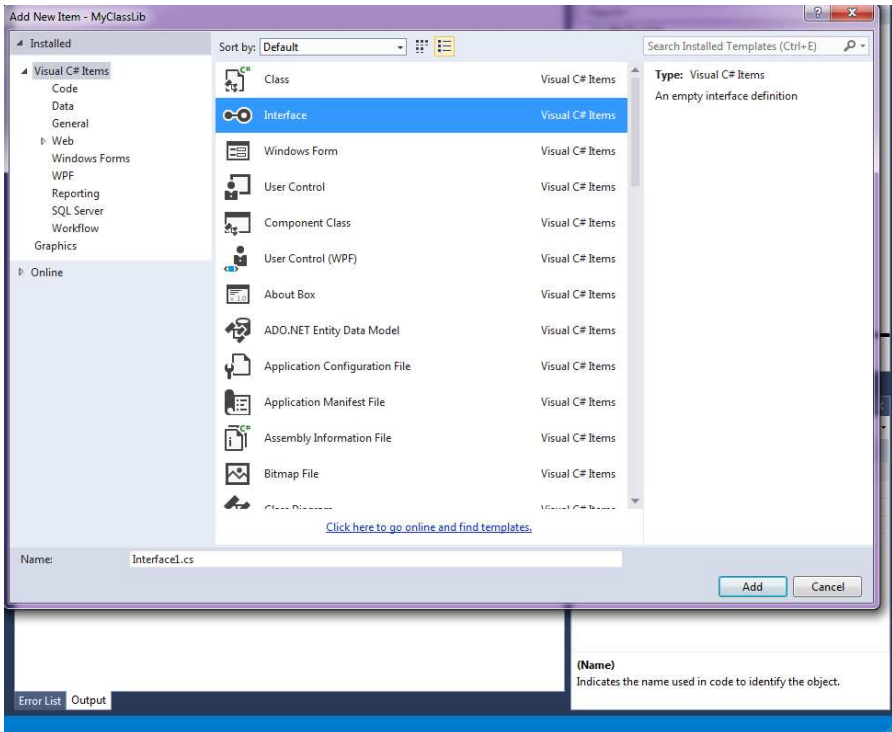 Add New Item - MyClassLib
Installed
Sort by: Default
Search Installed Templates (Ctrl+E)
Visual C# Items
Code
Data
General
Web
Windows Forms
WPF
Reporting
SQL Server
Workflow
Graphics
Online
Class Visual C# Items
Interface Visual C# Items
Windows Form Visual C# Items
User Control Visual C# Items
Component Class Visual C# Items
User Control (WPF) Visual C# Items
About Box Visual C# Items
ADO.NET Entity Data Model Visual C# Items
Application Configuration File Visual C# Items
Application Manifest File Visual C# Items
Assembly Information File Visual C# Items
Bitmap File Visual C# Items
Class Diagram Visual C# Items
Click here to go online and find templates.
Type: Visual C# Items
An empty interface definition
Name: Interface1.cs
Add Cancel
(Name)
Indicates the name used in code to identify the object.
Error List Output